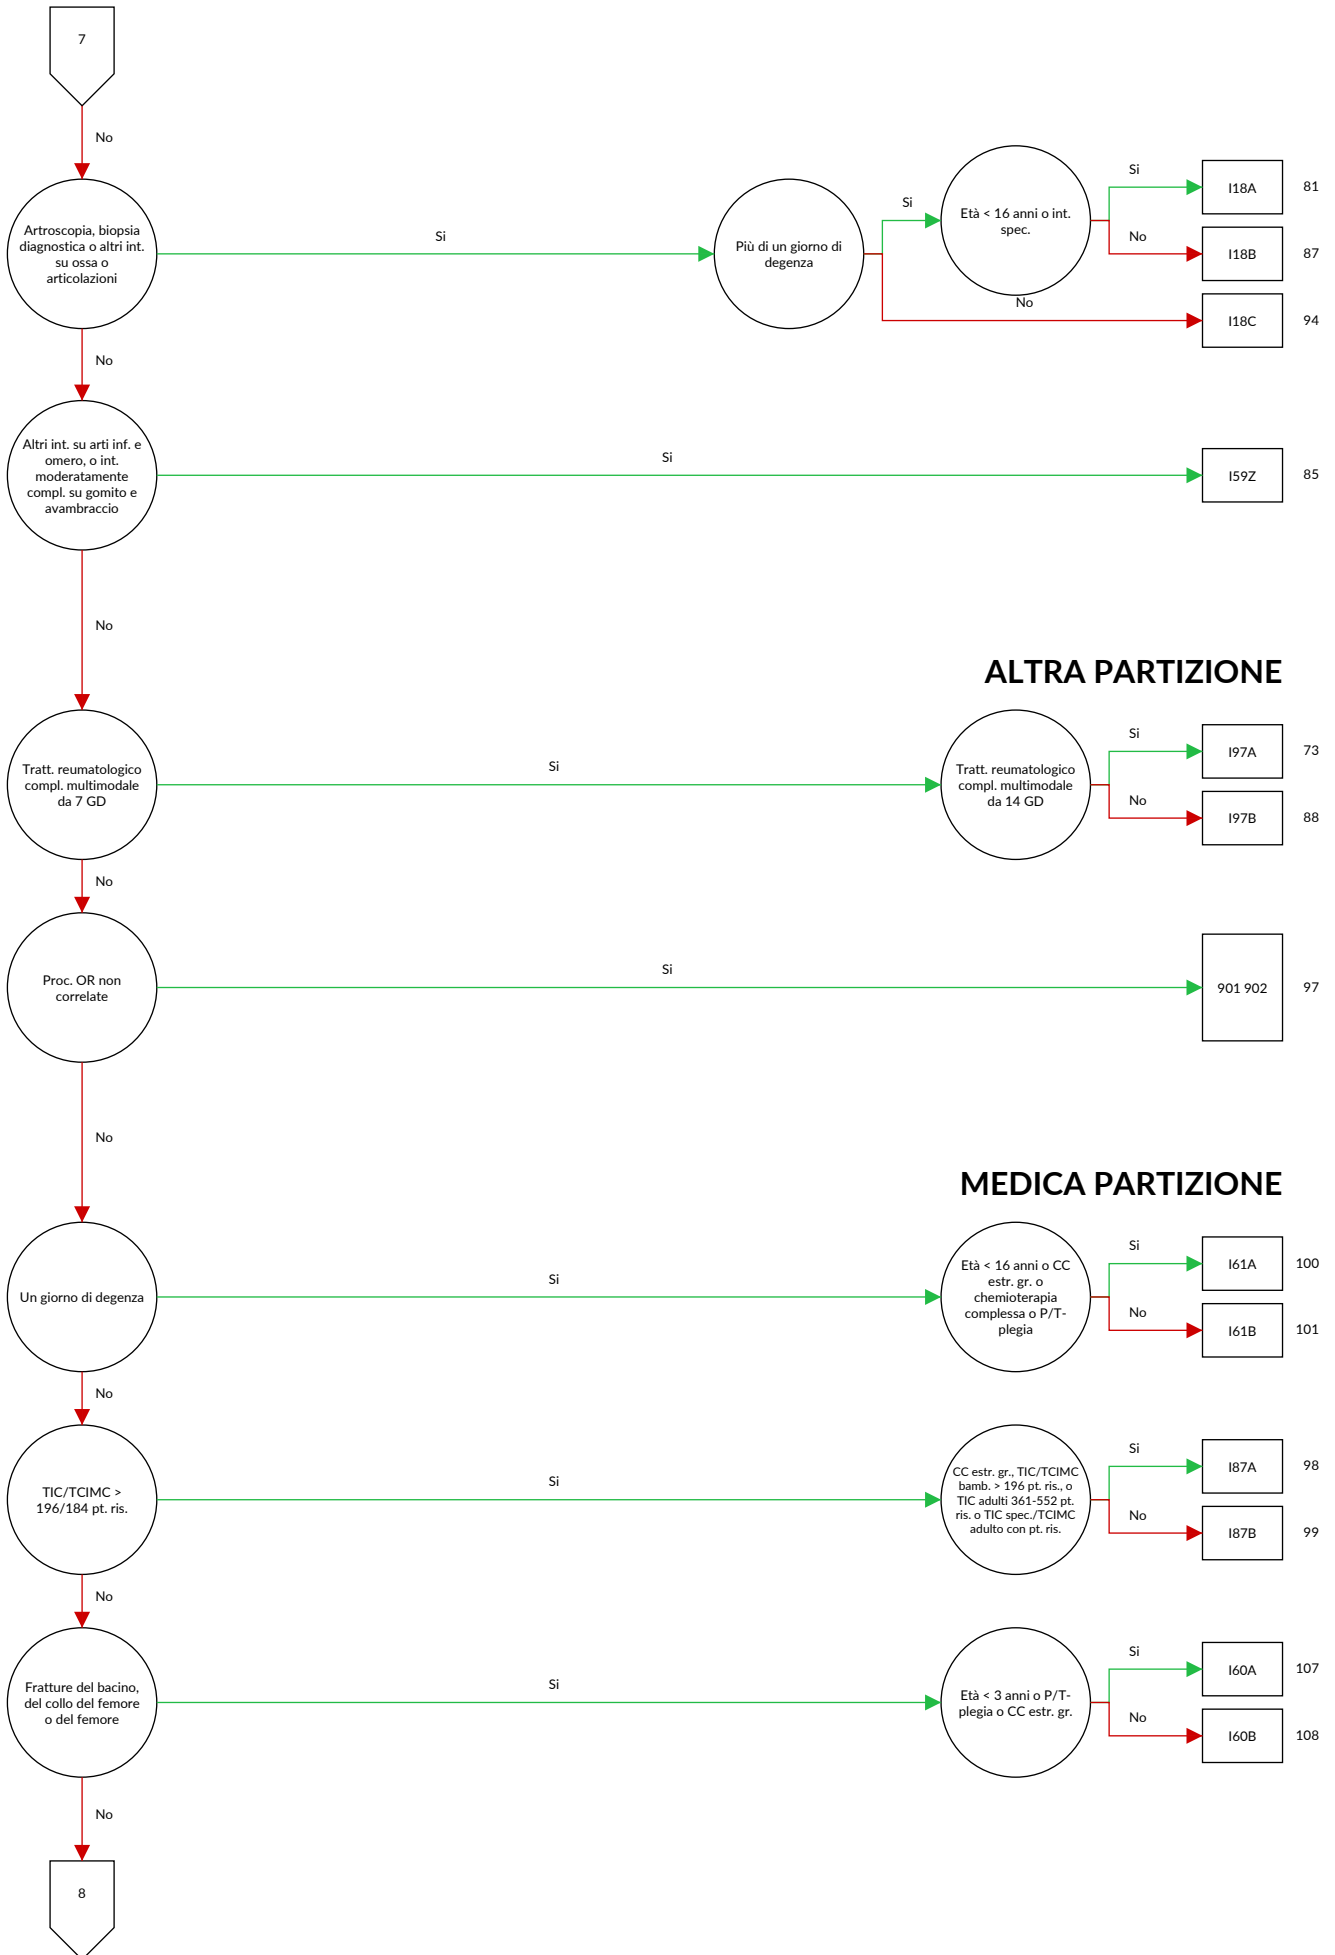 7
No
Artroscopia, biopsia
diagnostica o altri int.
su ossa o
articolazioni
Si
Più di un giorno di
degenza
Si
Età < 16 anni o int.
spec.
Si
I18A
81
No
I18B
87
No
I18C
94
No
Altri int. su arti inf. e
omero, o int.
moderatamente
compl. su gomito e
avambraccio
Si
I59Z
85
No
ALTRA PARTIZIONE
Tratt. reumatologico
compl. multimodale
da 7 GD
Si
Tratt. reumatologico
compl. multimodale
da 14 GD
Si
I97A
73
No
I97B
88
No
Proc. OR non
correlate
Si
901 902
97
No
MEDICA PARTIZIONE
Un giorno di degenza
Si
Età < 16 anni o CC
estr. gr. o
chemioterapia
complessa o P/T-
plegia
Si
I61A
100
No
I61B
101
No
TIC/TCIMC >
196/184 pt. ris.
Si
CC estr. gr., TIC/TCIMC
bamb. > 196 pt. ris., o
TIC adulti 361-552 pt.
ris. o TIC spec./TCIMC
adulto con pt. ris.
Si
I87A
98
No
I87B
99
No
Fratture del bacino,
del collo del femore
o del femore
Si
Età < 3 anni o P/T-
plegia o CC estr. gr.
Si
I60A
107
No
I60B
108
No
8